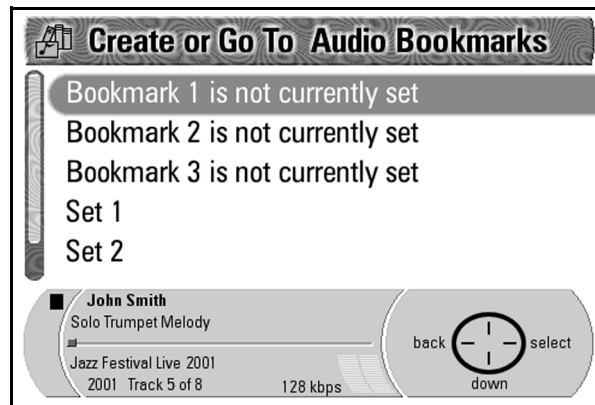 Create or Go To Audio Bookmarks
Bookmark 1 is not currently set
Bookmark 2 is not currently set
Bookmark 3 is not currently set
Set 1
Set 2
John Smith
Solo Trumpet Melody
Jazz Festival Live 2001
2001 Track 5 of 8 128 kbps
back select
down